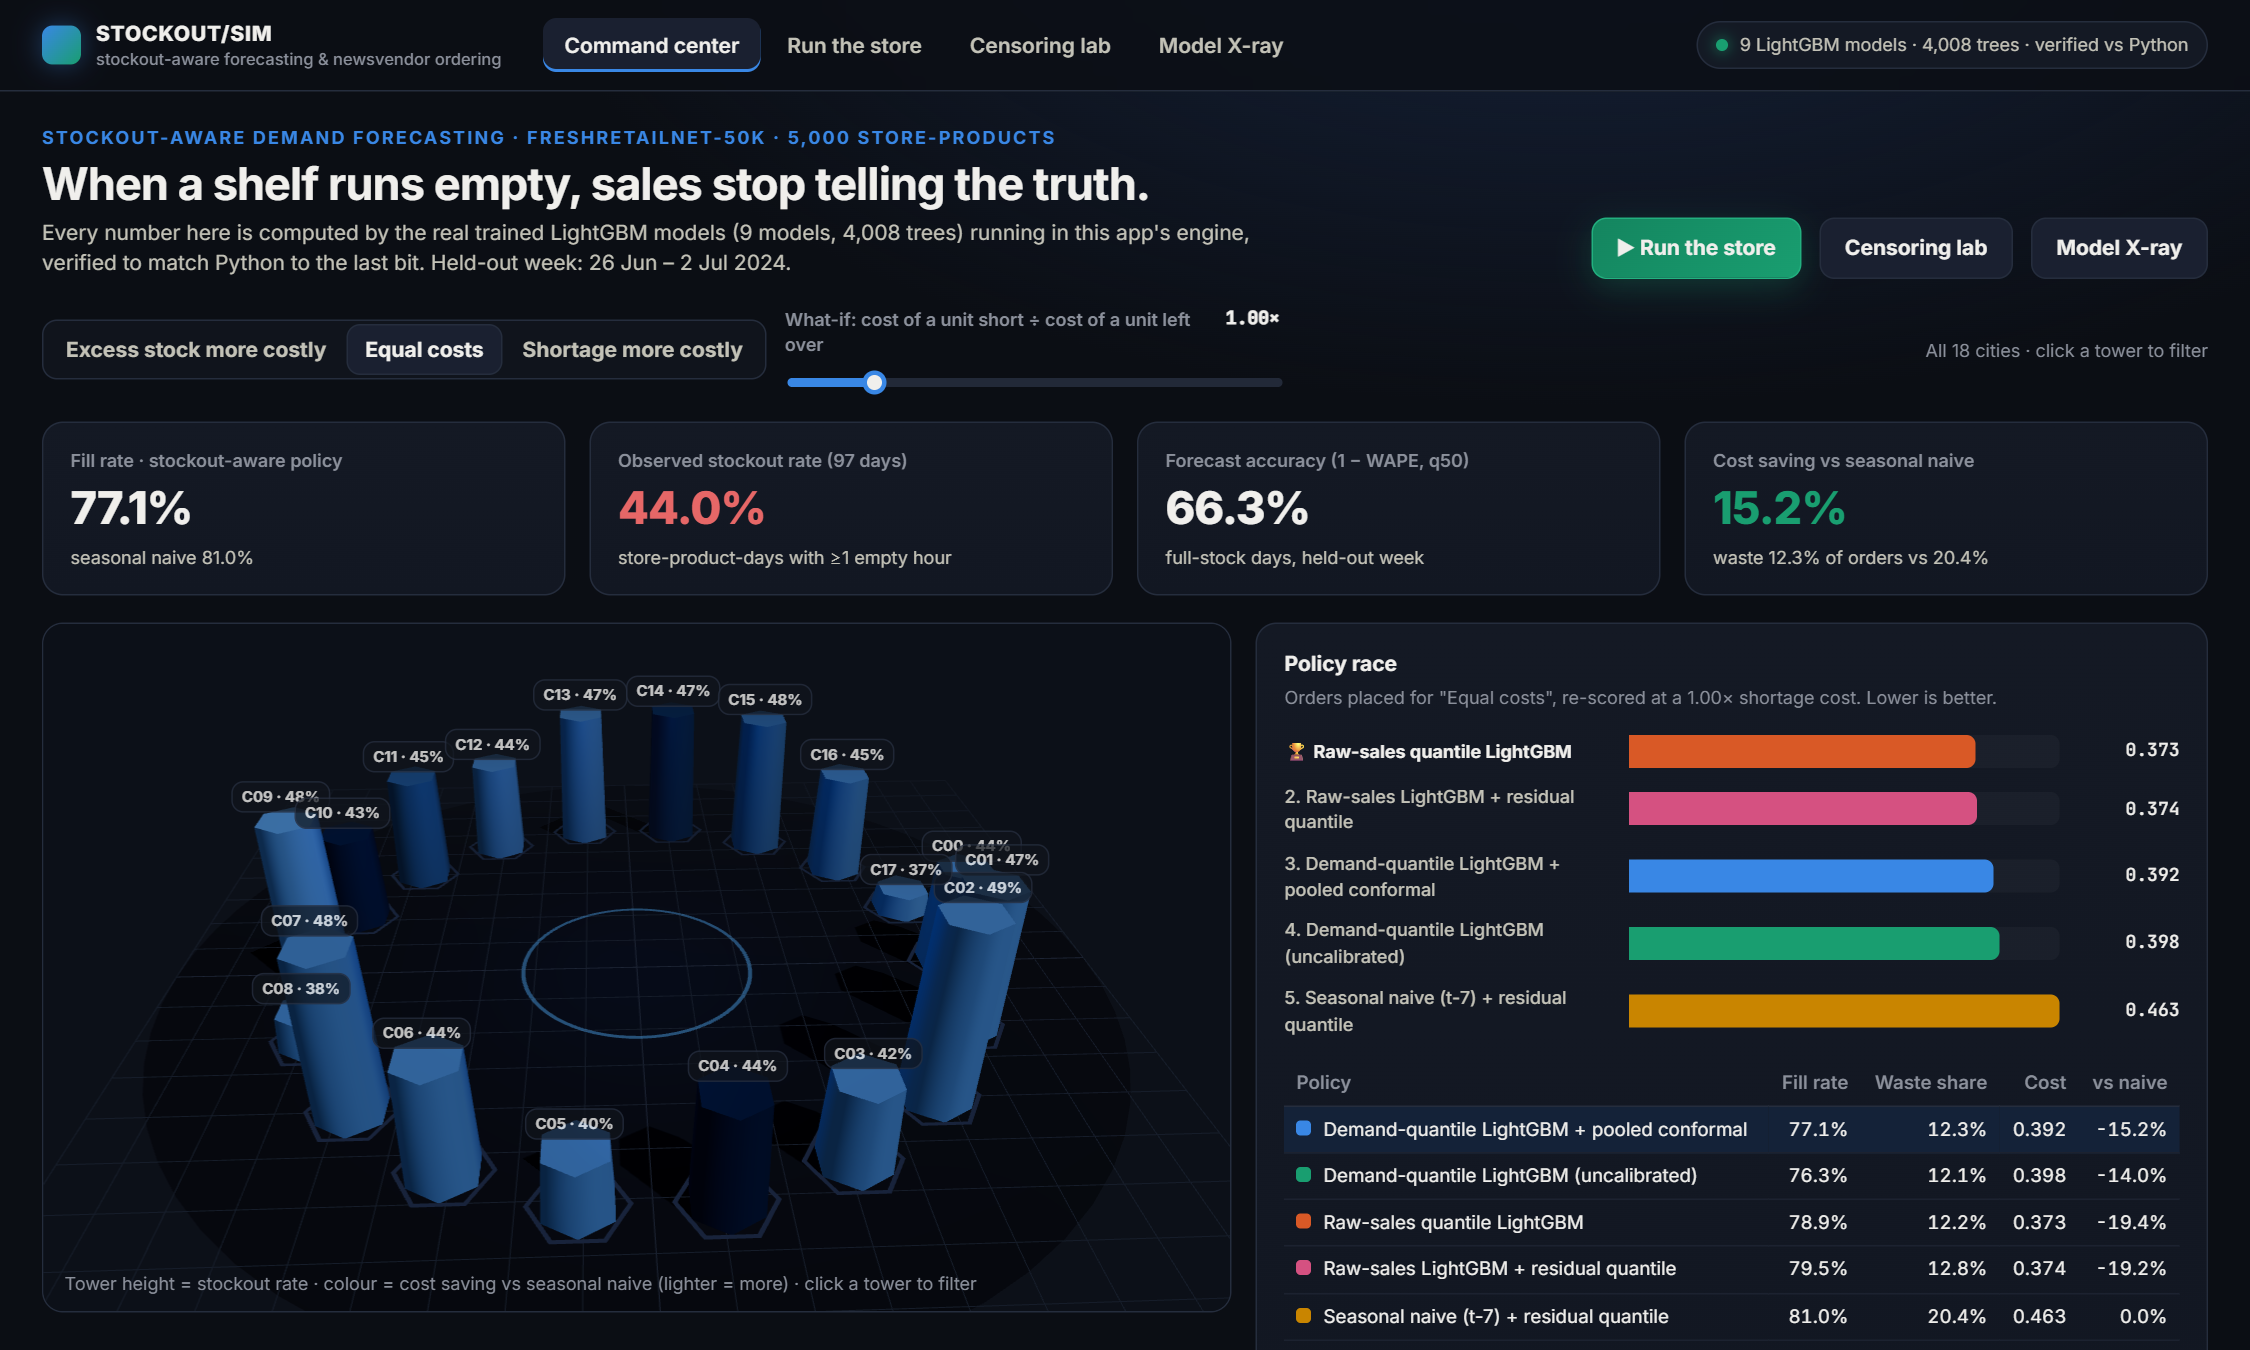 STOCKOUT/SIM
stockout-aware forecasting & newsvendor ordering
Command center
Run the store
Censoring lab
Model X-ray
9 LightGBM models · 4,008 trees · verified vs Python
STOCKOUT-AWARE DEMAND FORECASTING · FRESHRETAILNET-50K · 5,000 STORE-PRODUCTS
When a shelf runs empty, sales stop telling the truth.
Every number here is computed by the real trained LightGBM models (9 models, 4,008 trees) running in this app's engine,
verified to match Python to the last bit. Held-out week: 26 Jun – 2 Jul 2024.
▶ Run the store
Censoring lab
Model X-ray
Excess stock more costly
Equal costs
Shortage more costly
What-if: cost of a unit short ÷ cost of a unit left
over
1.00×
All 18 cities · click a tower to filter
Fill rate · stockout-aware policy
77.1%
seasonal naive 81.0%
Observed stockout rate (97 days)
44.0%
store-product-days with ≥1 empty hour
Forecast accuracy (1 − WAPE, q50)
66.3%
full-stock days, held-out week
Cost saving vs seasonal naive
15.2%
waste 12.3% of orders vs 20.4%
C13 · 47%
C14 · 47%
C15 · 48%
C11 · 45%
C12 · 44%
C16 · 45%
C09 · 48%
C10 · 43%
C00 · 44%
C01 · 47%
C17 · 37%
C02 · 49%
C07 · 48%
C08 · 38%
C06 · 44%
C04 · 44%
C03 · 42%
C05 · 40%
Tower height = stockout rate · colour = cost saving vs seasonal naive (lighter = more) · click a tower to filter
Policy race
Orders placed for "Equal costs", re-scored at a 1.00× shortage cost. Lower is better.
🏆 Raw-sales quantile LightGBM
0.373
2. Raw-sales LightGBM + residual
quantile
0.374
3. Demand-quantile LightGBM +
pooled conformal
0.392
4. Demand-quantile LightGBM
(uncalibrated)
0.398
5. Seasonal naive (t-7) + residual
quantile
0.463
Policy Fill rate Waste share Cost vs naive
Demand-quantile LightGBM + pooled conformal 77.1% 12.3% 0.392 -15.2%
Demand-quantile LightGBM (uncalibrated) 76.3% 12.1% 0.398 -14.0%
Raw-sales quantile LightGBM 78.9% 12.2% 0.373 -19.4%
Raw-sales LightGBM + residual quantile 79.5% 12.8% 0.374 -19.2%
Seasonal naive (t-7) + residual quantile 81.0% 20.4% 0.463 0.0%